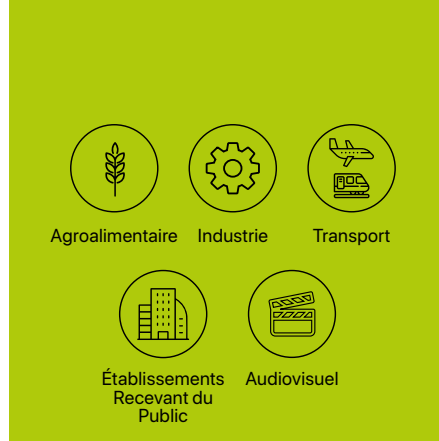 Agroalimentaire
Industrie
Transport
Établissements
Recevant du
Public
Audiovisuel